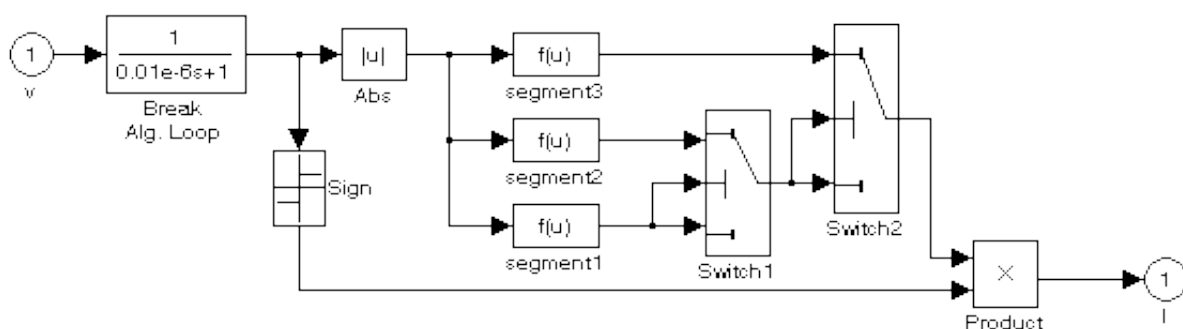 1
v
1
0.01e-6s+1
Break
Alg. Loop
Sign
|u|
Abs
f(u)
segment3
f(u)
segment2
f(u)
segment1
Switch1
Switch2
×
Product
1
I